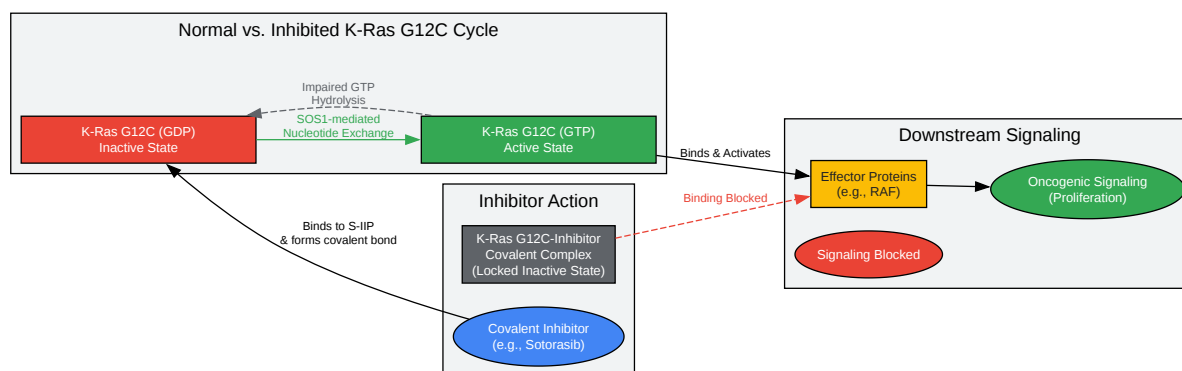 Normal vs. Inhibited K-Ras G12C Cycle
Impaired GTP
Hydrolysis
SOS1-mediated
Nucleotide Exchange
K-Ras G12C (GDP)
Inactive State
K-Ras G12C (GTP)
Active State
Binds & Activates
Downstream Signaling
Effector Proteins
(e.g., RAF)
Oncogenic Signaling
(Proliferation)
Signaling Blocked
Binding Blocked
Inhibitor Action
K-Ras G12C-Inhibitor
Covalent Complex
(Locked Inactive State)
Binds to S-IIP
& forms covalent bond
Covalent Inhibitor
(e.g., Sotorasib)